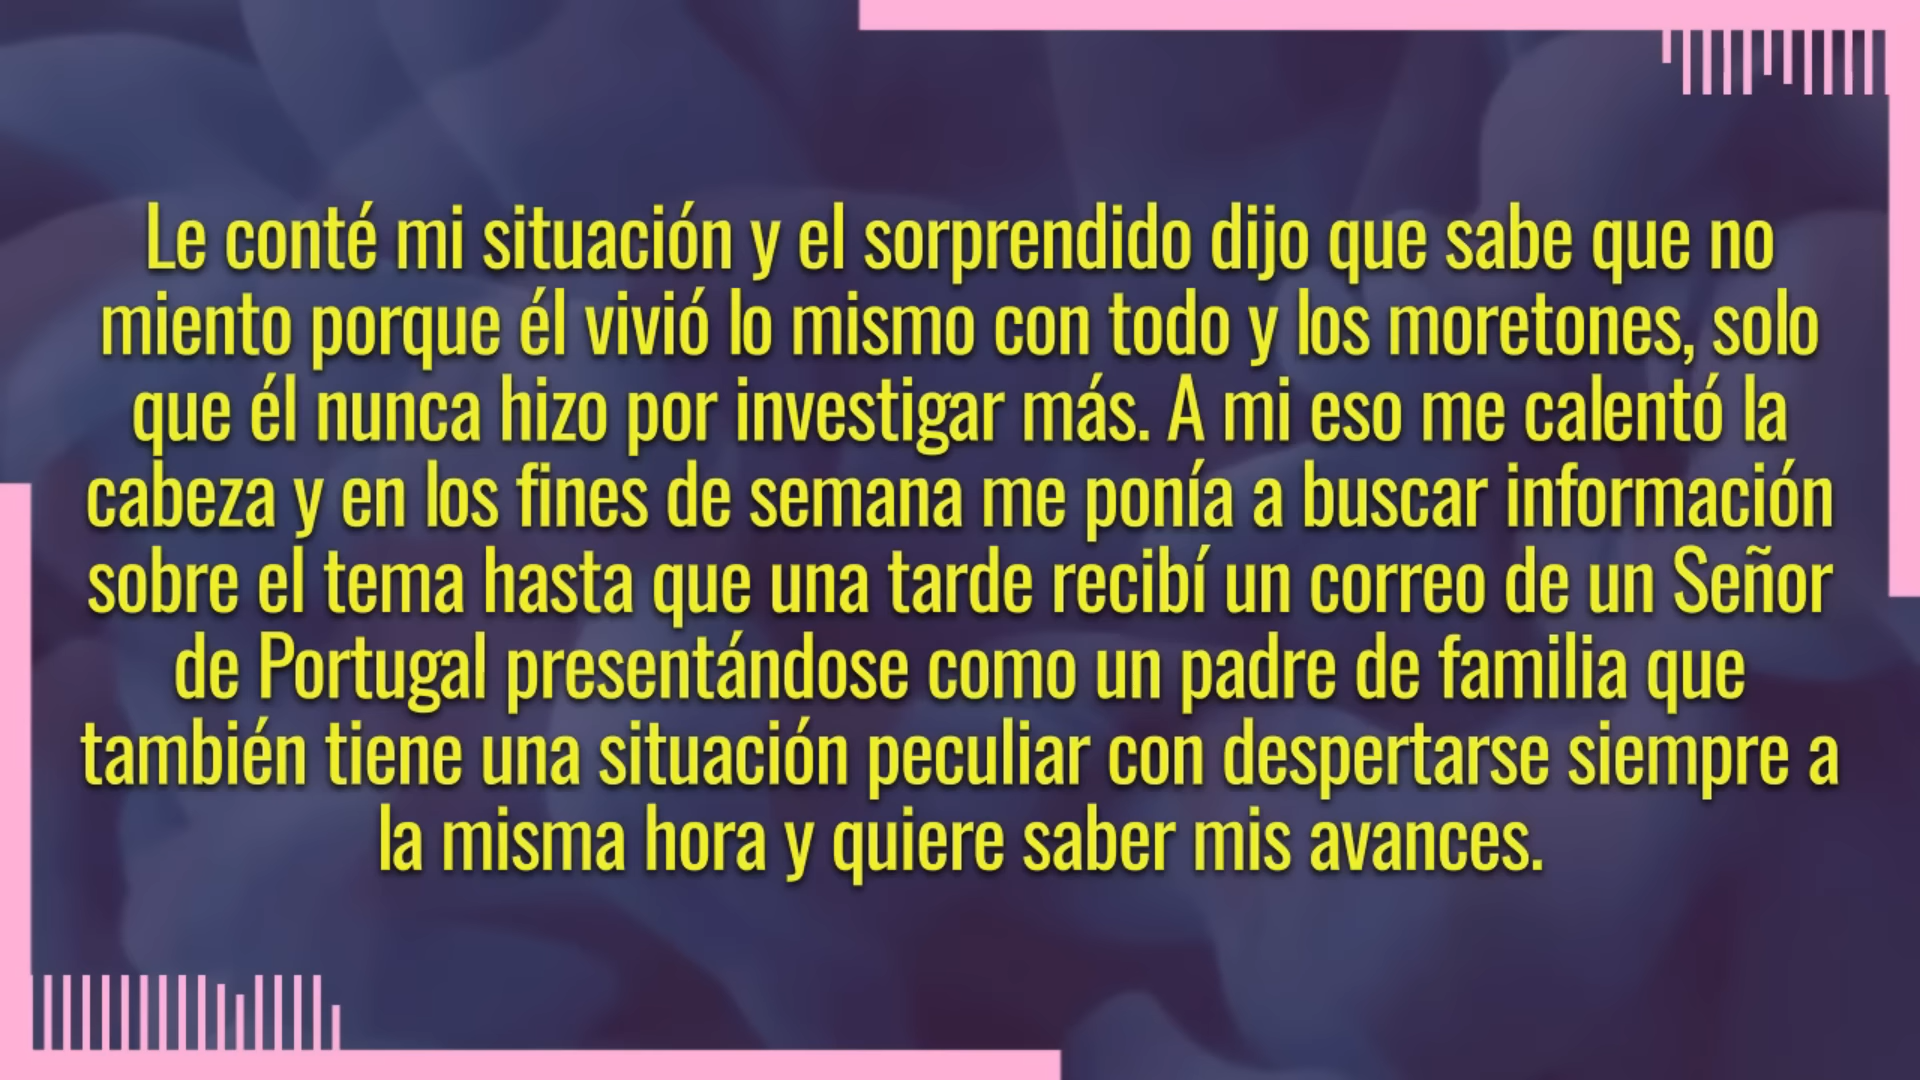 Le conté mi situación y el sorprendido dijo que sabe que no
miento porque él vivió lo mismo con todo y los moretones, solo
que él nunca hizo por investigar más. A mi eso me calentó la
cabeza y en los fines de semana me ponía a buscar información
sobre el tema hasta que una tarde recibí un correo de un Señor
de Portugal presentándose como un padre de familia que
también tiene una situación peculiar con despertarse siempre a
la misma hora y quiere saber mis avances.